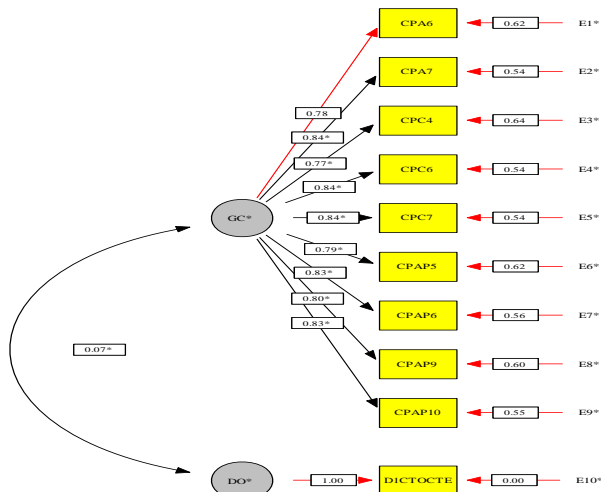 CPA6 0.62 E1*
CPA7 0.54 E2*
0.78
CPC4 0.64 E3*
0.84*
0.77*
CPC6 0.54 E4*
0.84*
GC* 0.84* CPC7 0.54 E5*
0.79*
CPAP5 0.62 E6*
0.83*
0.80*
CPAP6 0.56 E7*
0.83*
0.07*
CPAP9 0.60 E8*
CPAP10 0.55 E9*
DO* 1.00 D1CTOCTE 0.00 E10*